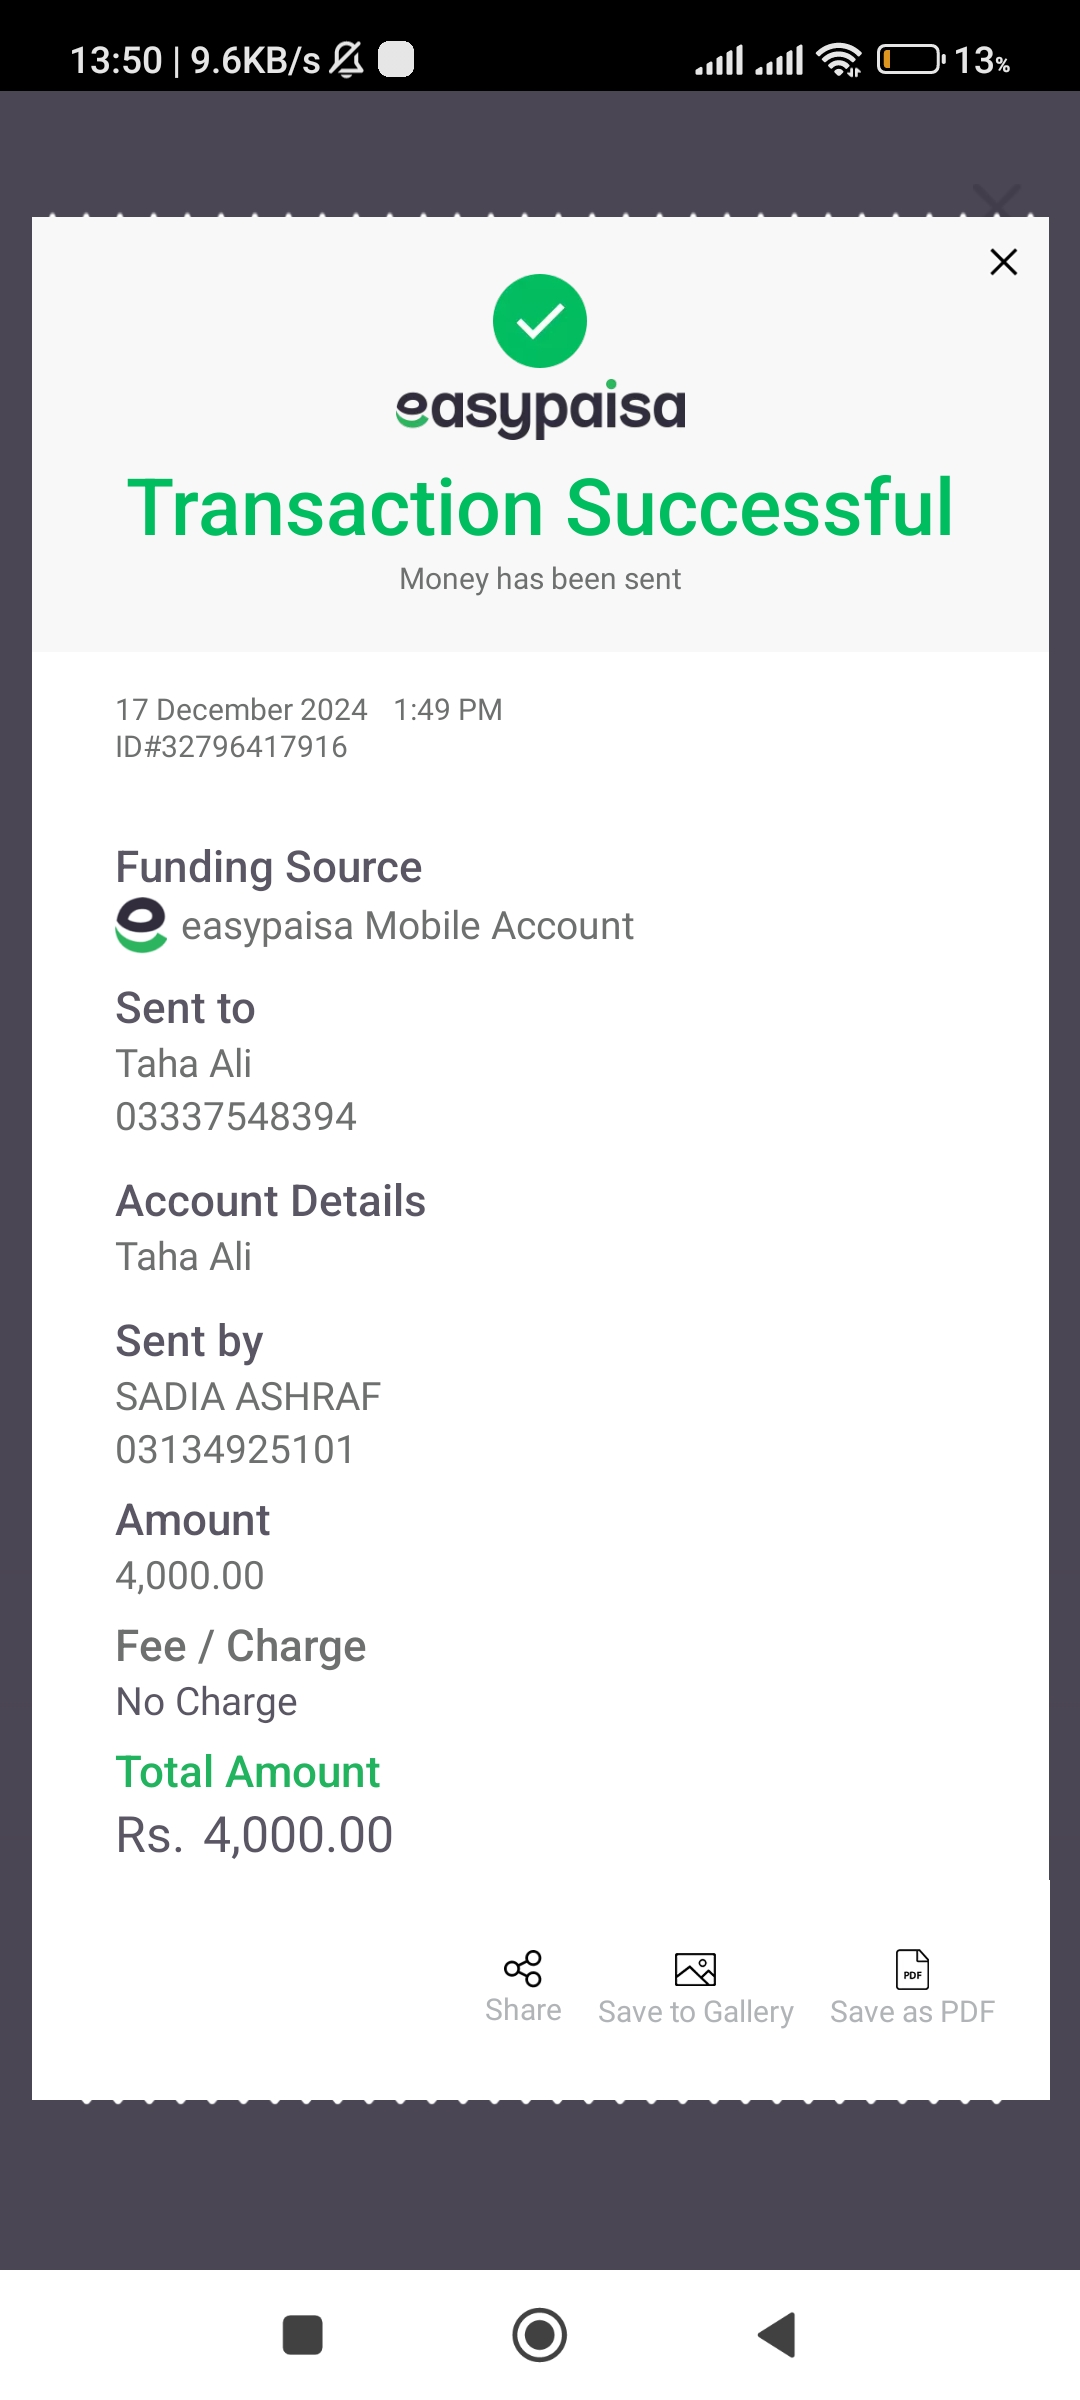 13:50 | 9.6KB/s 13%
easypaisa
Transaction Successful
Money has been sent
17 December 2024 1:49 PM
ID#32796417916
Funding Source
easypaisa Mobile Account
Sent to
Taha Ali
03337548394
Account Details
Taha Ali
Sent by
SADIA ASHRAF
03134925101
Amount
4,000.00
Fee / Charge
No Charge
Total Amount
Rs. 4,000.00
PDF
Share Save to Gallery Save as PDF